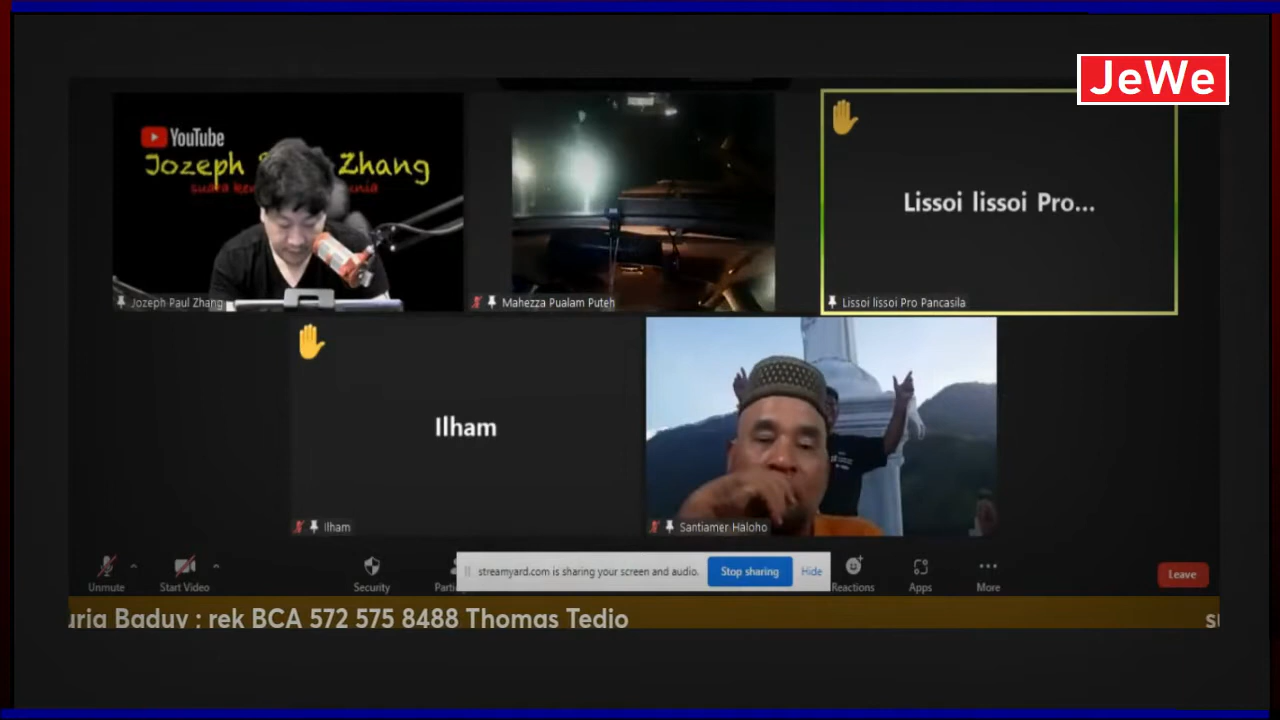 JeWe
YouTube
Jozeph Zhang
Jozeph Paul Zhang
Mahezza Pualam Puteh
Lissoi lissoi Pro...
Lissoi lissoi Pro Pancasila
Ilham
Ilham
Santiamer Haloho
Unmute
Start Video
Security
streamyard.com is sharing your screen and audio.
Stop sharing
Hide
Reactions
Apps
More
Leave
uria Baduy : rek BCA 572 575 8488 Thomas Tedio